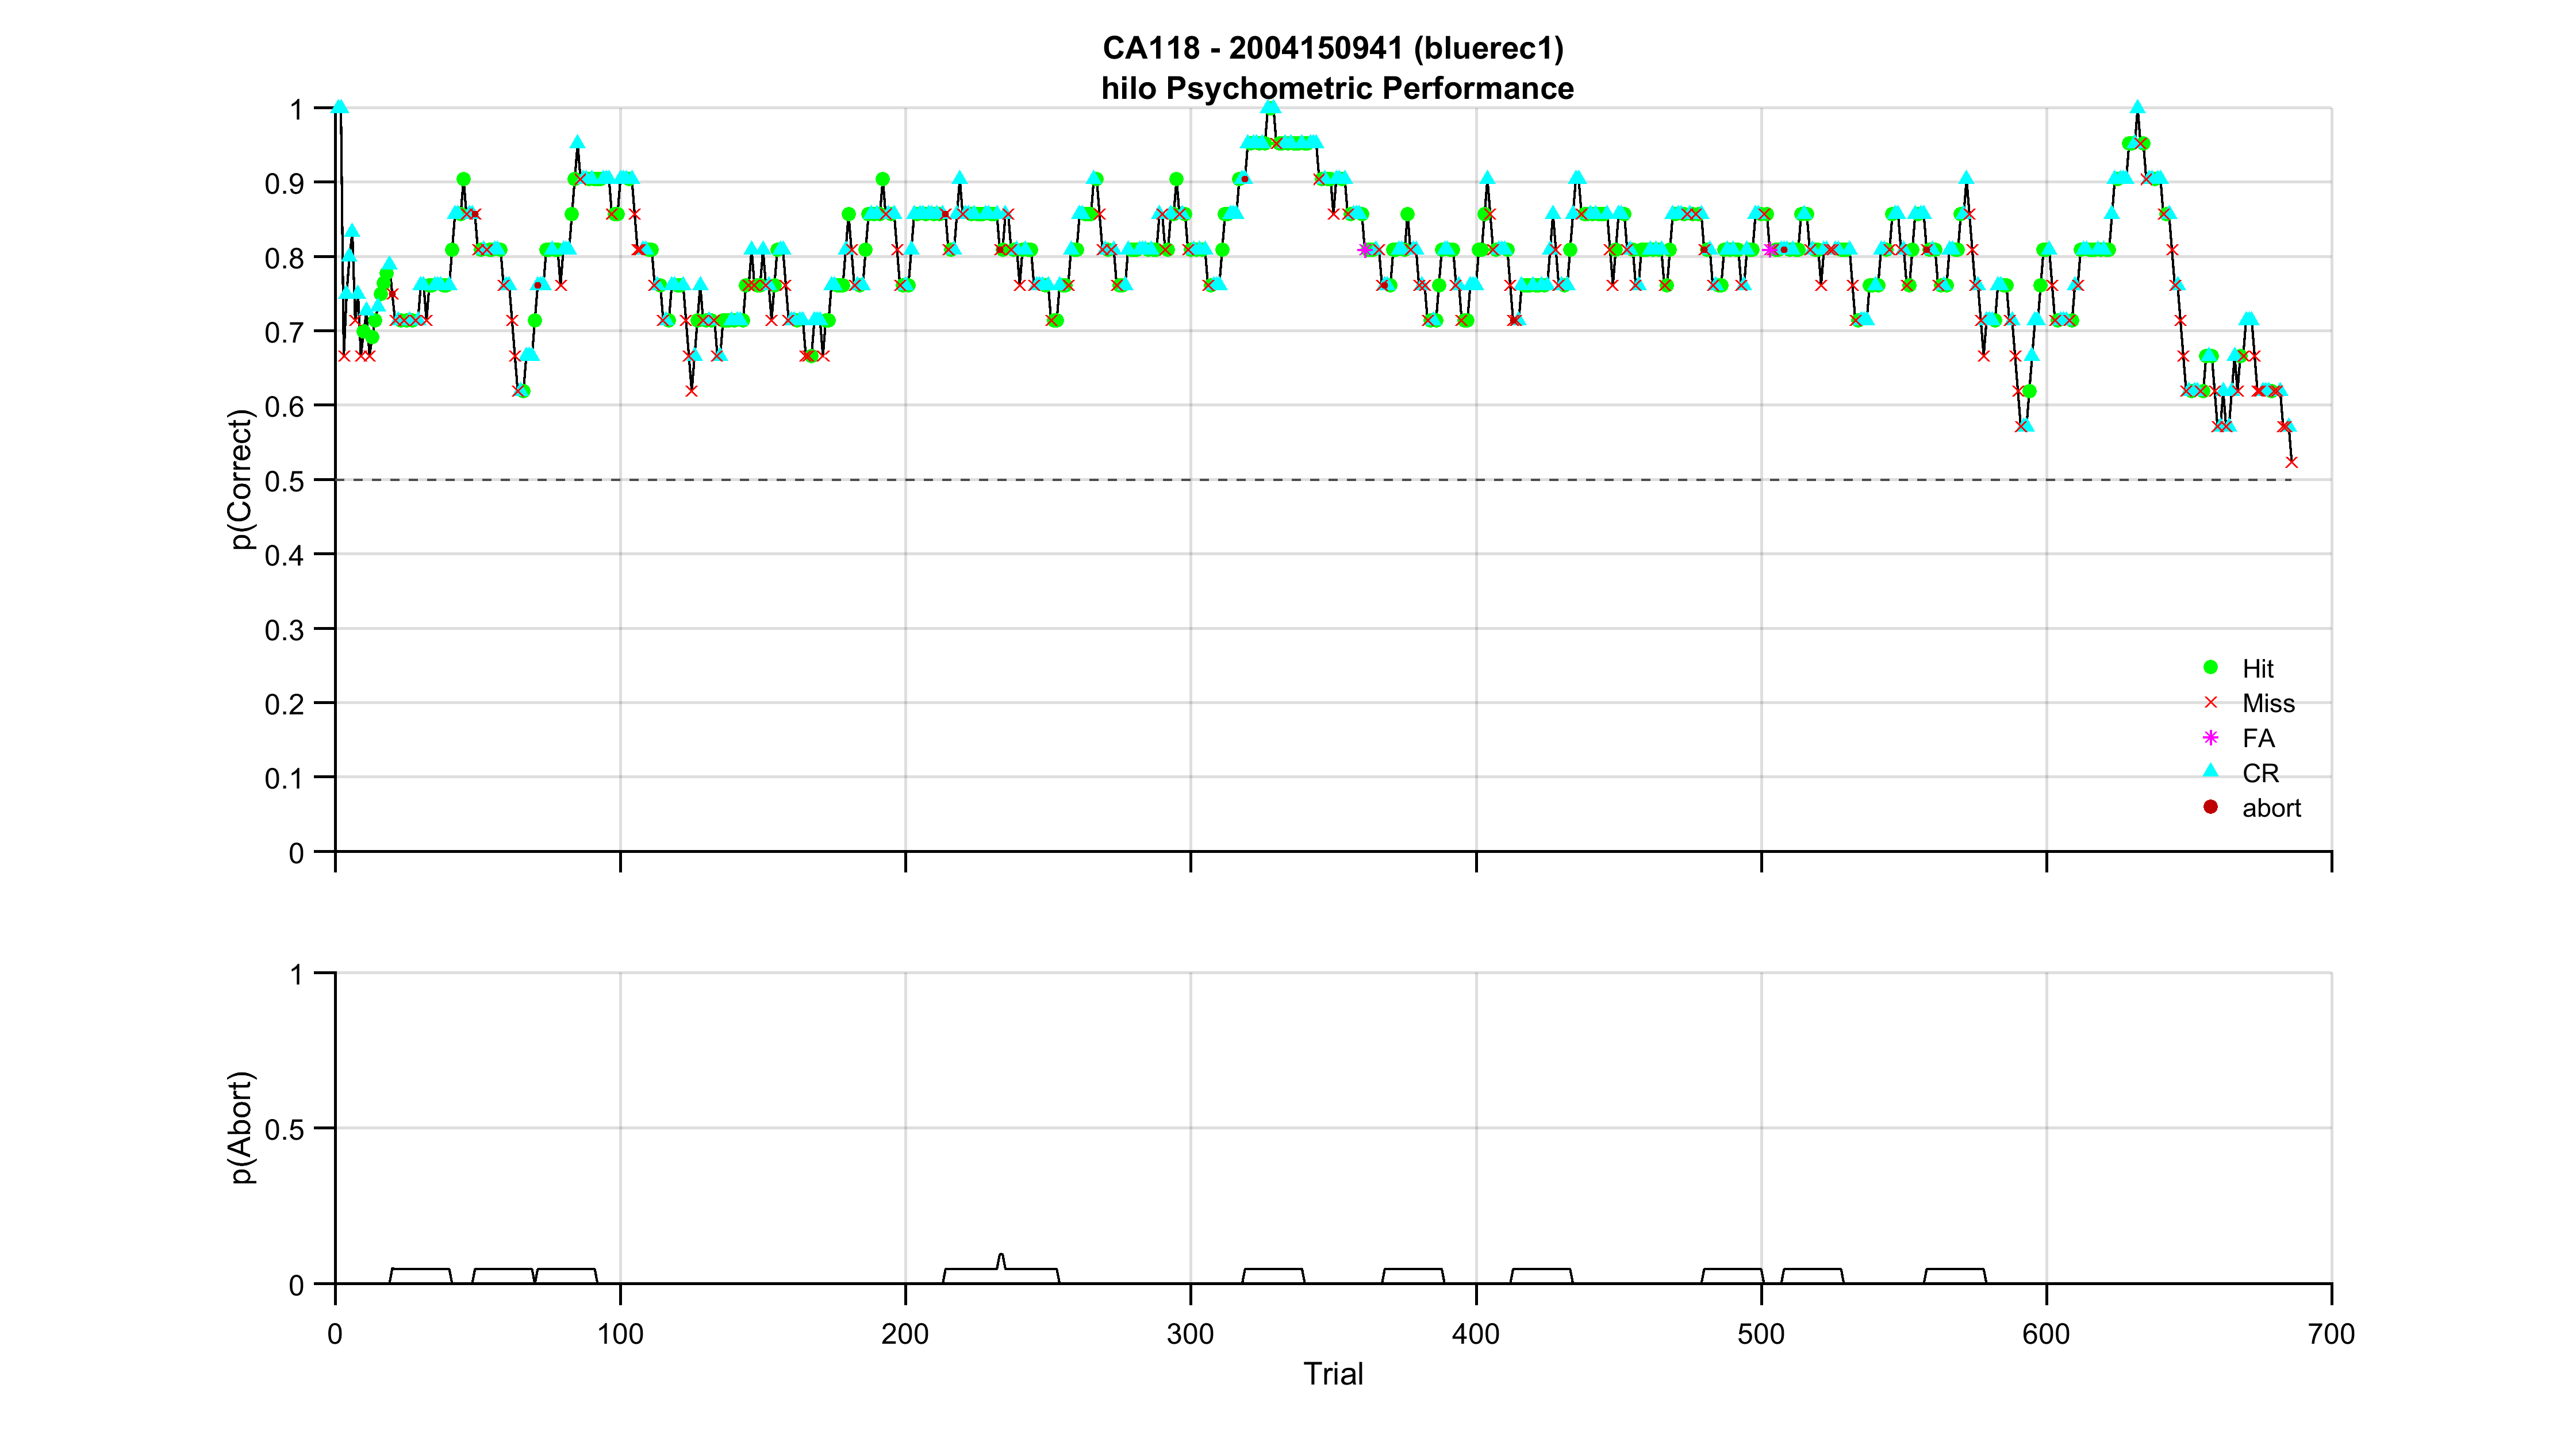 CA118 - 2004150941 (bluerec1)
hilo Psychometric Performance
p(Correct)
1
0.9
0.8
0.7
0.6
0.5
0.4
0.3
0.2
0.1
0
Hit
Miss
FA
CR
abort
p(Abort)
1
0.5
0
0 100 200 300 400 500 600 700
Trial